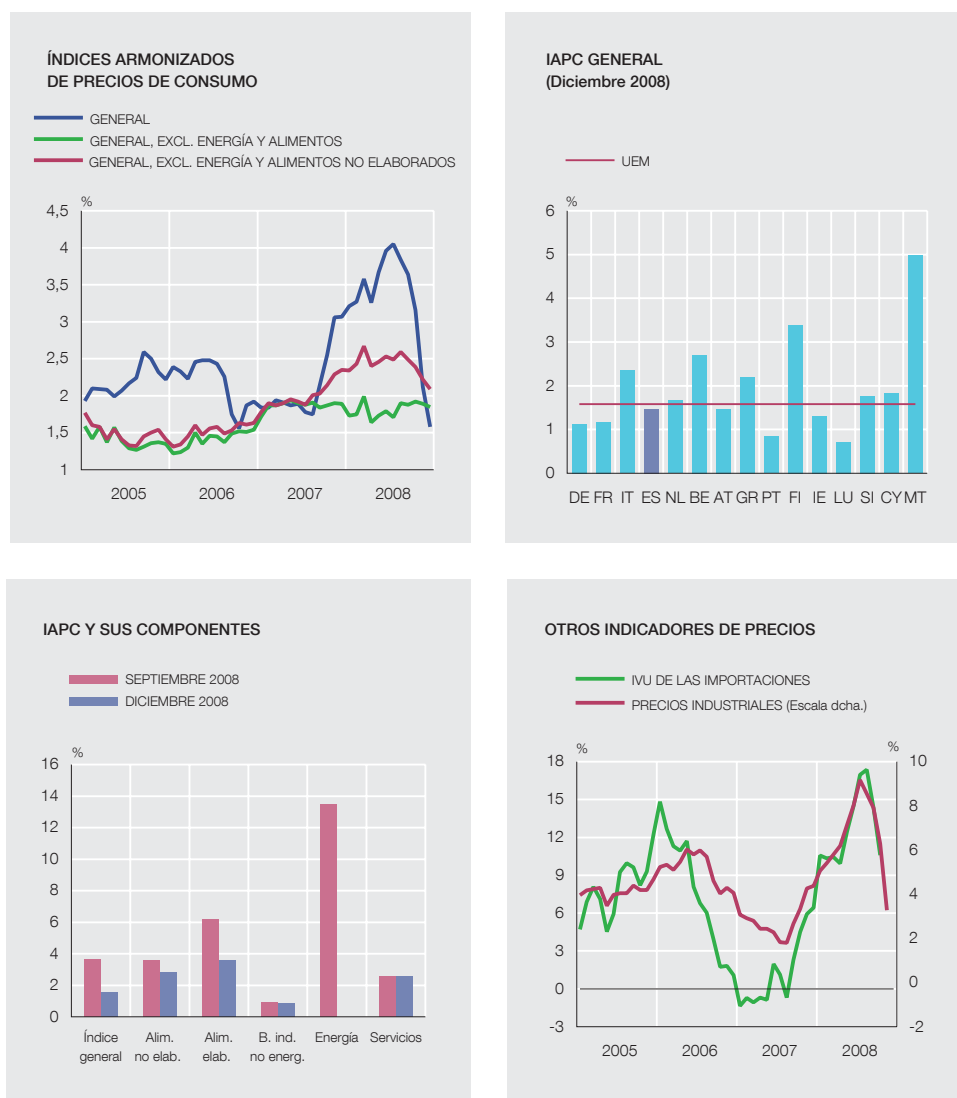 ÍNDICES ARMONIZADOS
DE PRECIOS DE CONSUMO
GENERAL
GENERAL, EXCL. ENERGÍA Y ALIMENTOS
GENERAL, EXCL. ENERGÍA Y ALIMENTOS NO ELABORADOS
%
4,5
4
3,5
3
2,5
2
1,5
1
2005 2006 2007 2008
IAPC GENERAL
(Diciembre 2008)
UEM
%
6
5
4
3
2
1
0
DE FR IT ES NL BE AT GR PT FI IE LU SI CY MT
IAPC Y SUS COMPONENTES
SEPTIEMBRE 2008
DICIEMBRE 2008
%
16
14
12
10
8
6
4
2
0
Índice Alim. Alim. B. ind. Energía Servicios
general no elab. elab. no energ.
OTROS INDICADORES DE PRECIOS
IVU DE LAS IMPORTACIONES
PRECIOS INDUSTRIALES (Escala dcha.)
% %
18
15
12
9
6
3
0
-3
10
8
6
4
2
0
-2
2005 2006 2007 2008